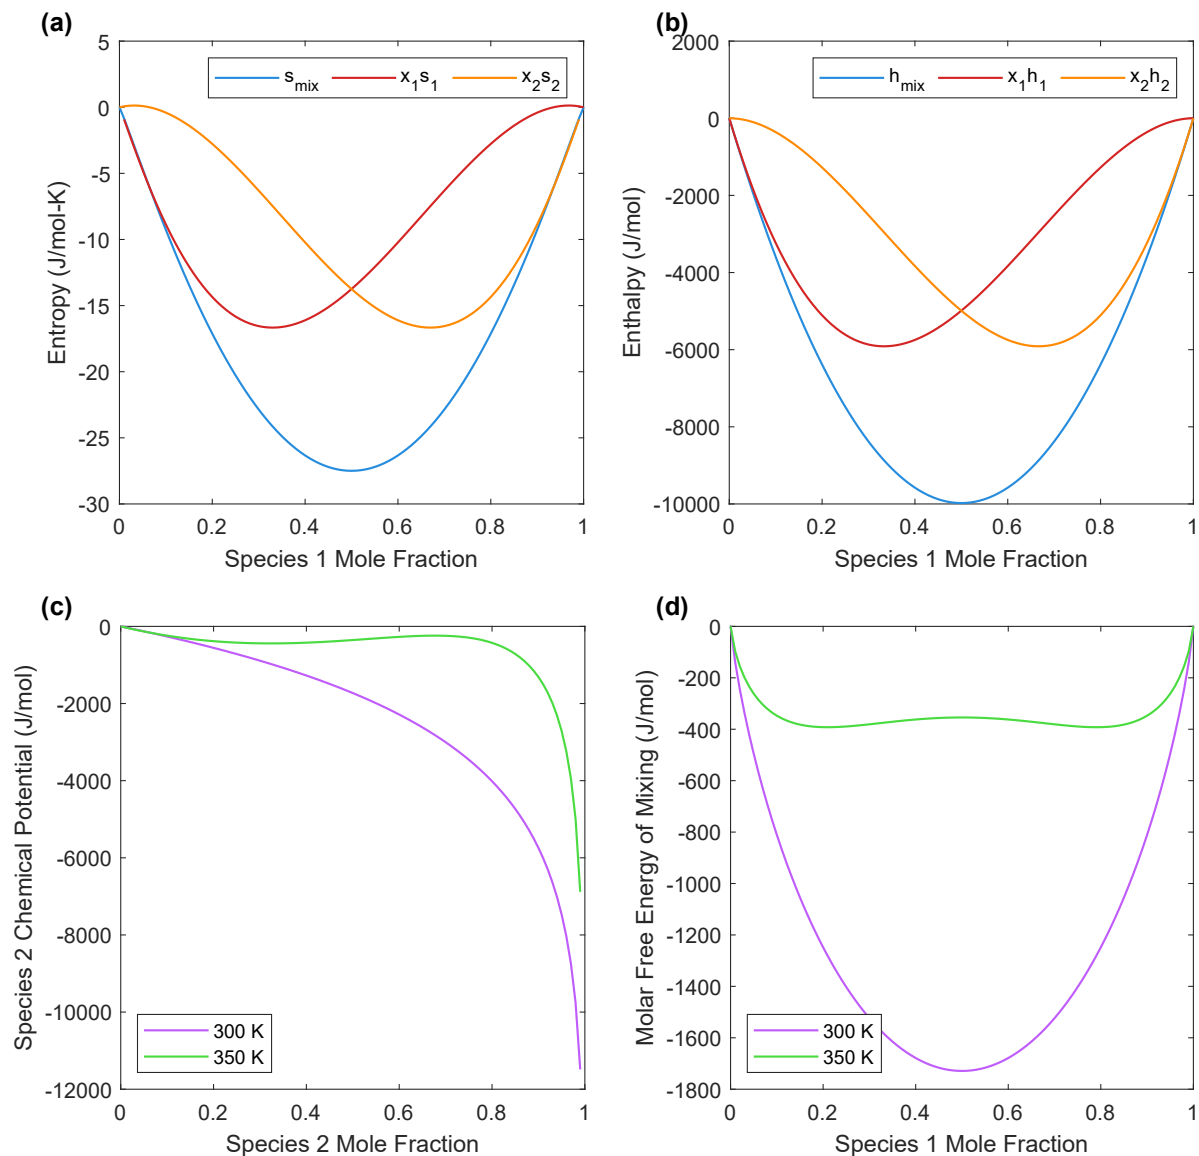 (a)
5
0
-5
-10
-15
-20
-25
-30
Entropy (J/mol-K)
s_mix x_1s_1 x_2s_2
0 0.2 0.4 0.6 0.8 1
Species 1 Mole Fraction
(b)
2000
0
-2000
-4000
-6000
-8000
-10000
Enthalpy (J/mol)
h_mix x_1h_1 x_2h_2
0 0.2 0.4 0.6 0.8 1
Species 1 Mole Fraction
(c)
0
-2000
-4000
-6000
-8000
-10000
-12000
Species 2 Chemical Potential (J/mol)
300 K
350 K
0 0.2 0.4 0.6 0.8 1
Species 2 Mole Fraction
(d)
0
-200
-400
-600
-800
-1000
-1200
-1400
-1600
-1800
Molar Free Energy of Mixing (J/mol)
300 K
350 K
0 0.2 0.4 0.6 0.8 1
Species 1 Mole Fraction